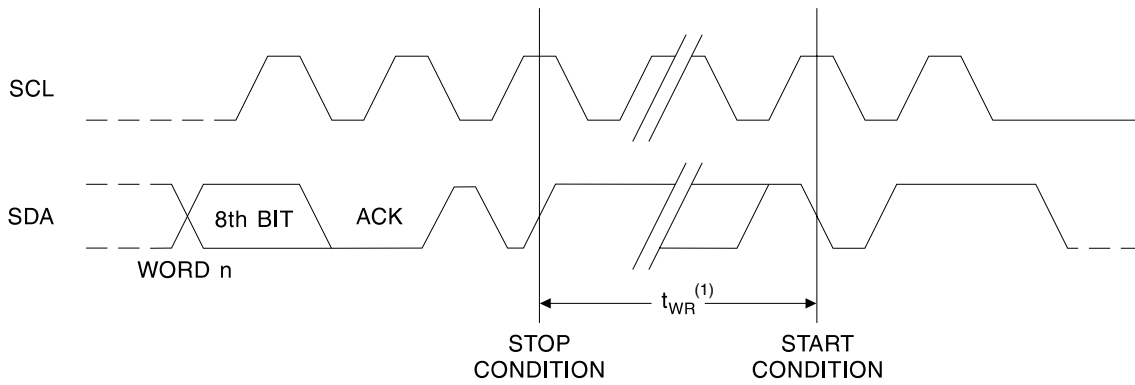 SCL
SDA
8th BIT
ACK
WORD n
tWR(1)
STOP
CONDITION
START
CONDITION